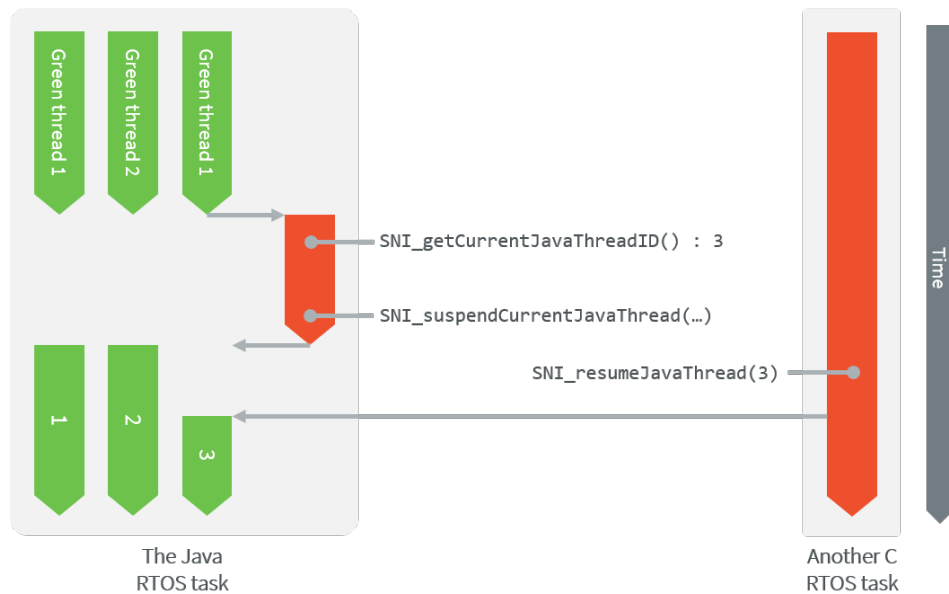 Green thread 1
Green thread 2
Green thread 1
SNI_getCurrentJavaThreadID() : 3
SNI_suspendCurrentJavaThread(…)
SNI_resumeJavaThread(3)
Time
1
2
3
The Java
RTOS task
Another C
RTOS task